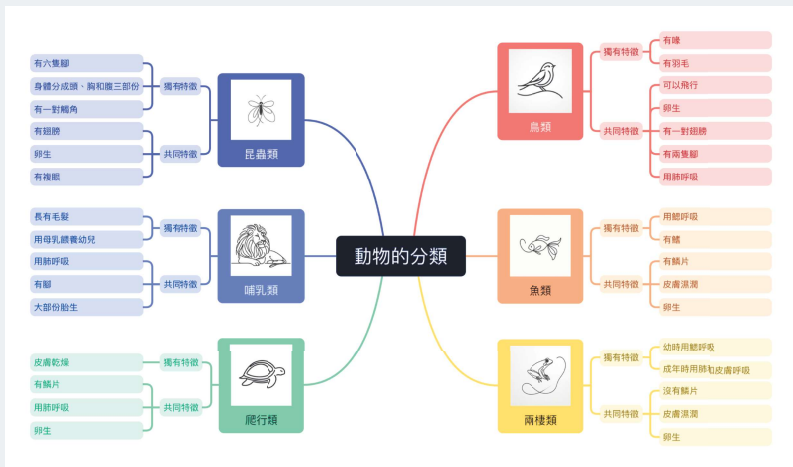 動物的分類
昆蟲類
獨有特徵
有六隻腳
身體分成頭、胸和腹三部份
有一對觸角
共同特徵
有翅膀
卵生
有複眼
哺乳類
獨有特徵
長有毛髮
用母乳餵養幼兒
共同特徵
用肺呼吸
有腳
大部份胎生
爬行類
獨有特徵
皮膚乾燥
共同特徵
有鱗片
用肺呼吸
卵生
鳥類
獨有特徵
有喙
有羽毛
共同特徵
可以飛行
卵生
有一對翅膀
有兩隻腳
用肺呼吸
魚類
獨有特徵
用鰓呼吸
有鰭
共同特徵
有鱗片
皮膚濕潤
卵生
兩棲類
獨有特徵
幼時用鰓呼吸
成年時用肺和皮膚呼吸
共同特徵
沒有鱗片
皮膚濕潤
卵生